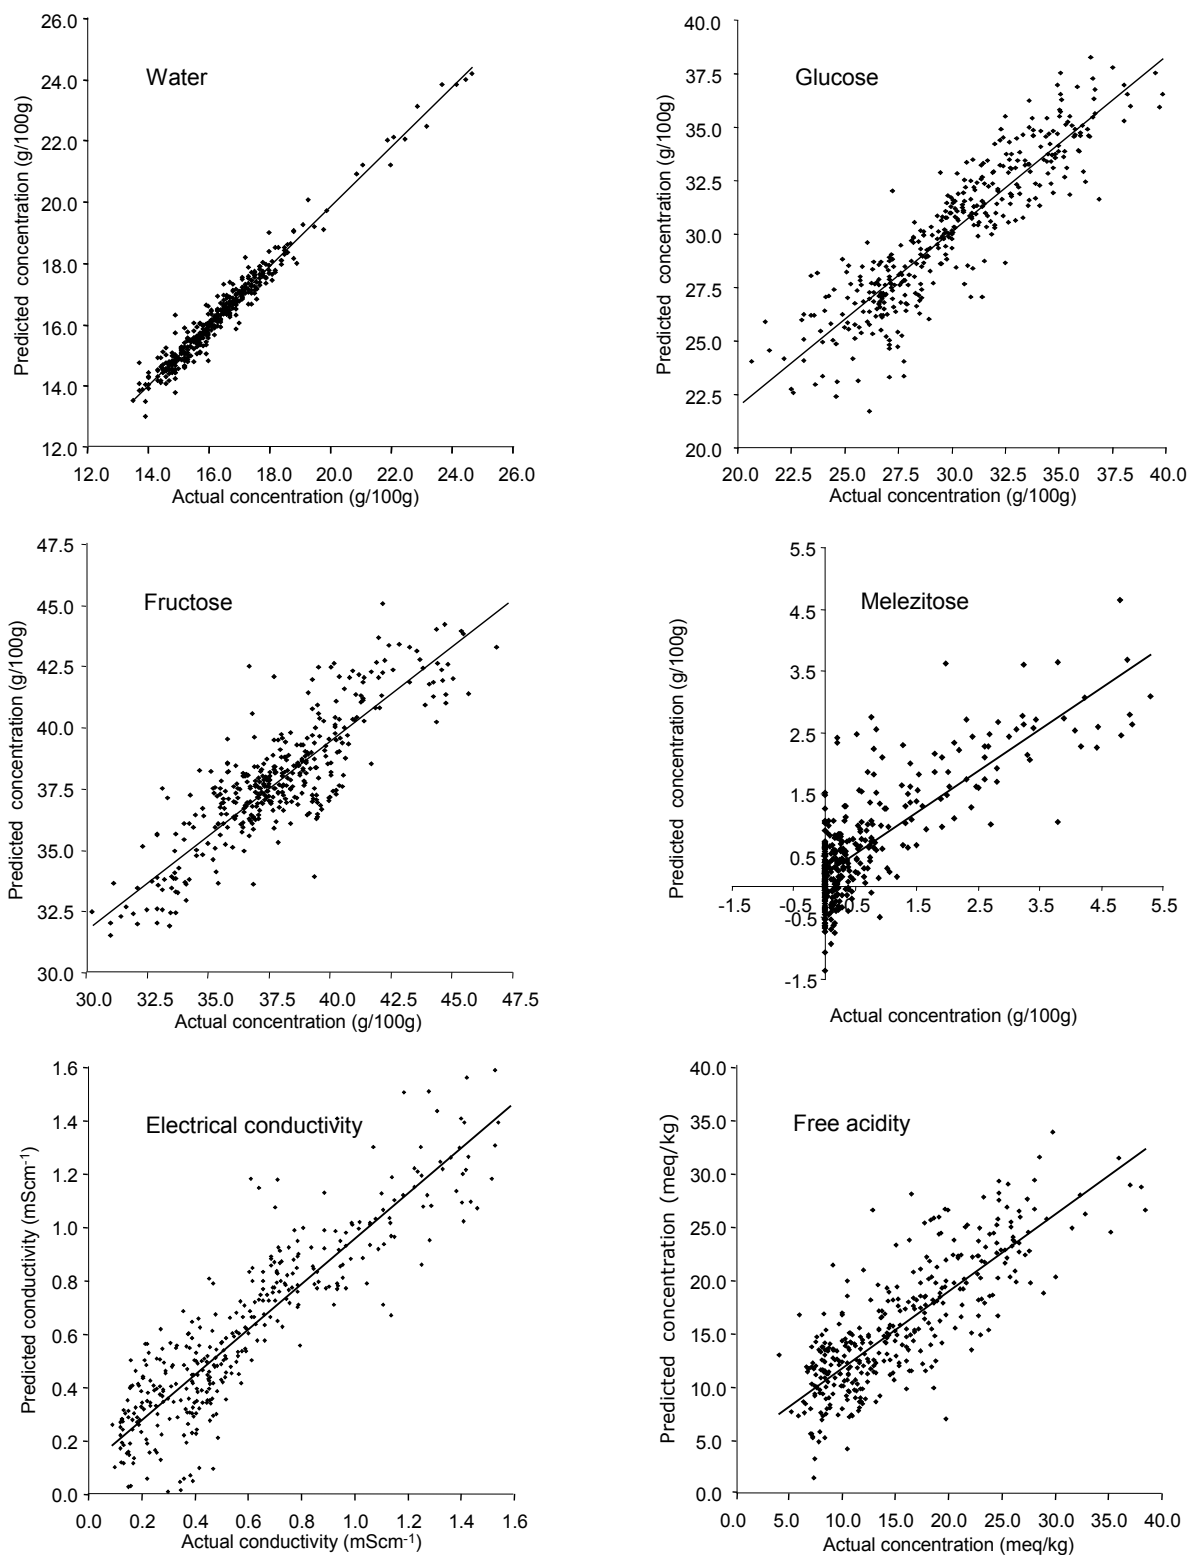 Water
Predicted concentration (g/100g)
26.0
24.0
22.0
20.0
18.0
16.0
14.0
12.0
12.0 14.0 16.0 18.0 20.0 22.0 24.0 26.0
Actual concentration (g/100g)
Glucose
Predicted concentration (g/100g)
40.0
37.5
35.0
32.5
30.0
27.5
25.0
22.5
20.0
20.0 22.5 25.0 27.5 30.0 32.5 35.0 37.5 40.0
Actual concentration (g/100g)
Fructose
Predicted concentration (g/100g)
47.5
45.0
42.5
40.0
37.5
35.0
32.5
30.0
30.0 32.5 35.0 37.5 40.0 42.5 45.0 47.5
Actual concentration (g/100g)
Melezitose
Predicted concentration (g/100g)
5.5
4.5
3.5
2.5
1.5
0.5
-0.5
-1.5
-1.5 -0.5 0.5 1.5 2.5 3.5 4.5 5.5
Actual concentration (g/100g)
Electrical conductivity
Predicted conductivity (mScm-1)
1.6
1.4
1.2
1.0
0.8
0.6
0.4
0.2
0.0
0.0 0.2 0.4 0.6 0.8 1.0 1.2 1.4 1.6
Actual conductivity (mScm-1)
Free acidity
Predicted concentration (meq/kg)
40.0
35.0
30.0
25.0
20.0
15.0
10.0
5.0
0.0
0.0 5.0 10.0 15.0 20.0 25.0 30.0 35.0 40.0
Actual concentration (meq/kg)